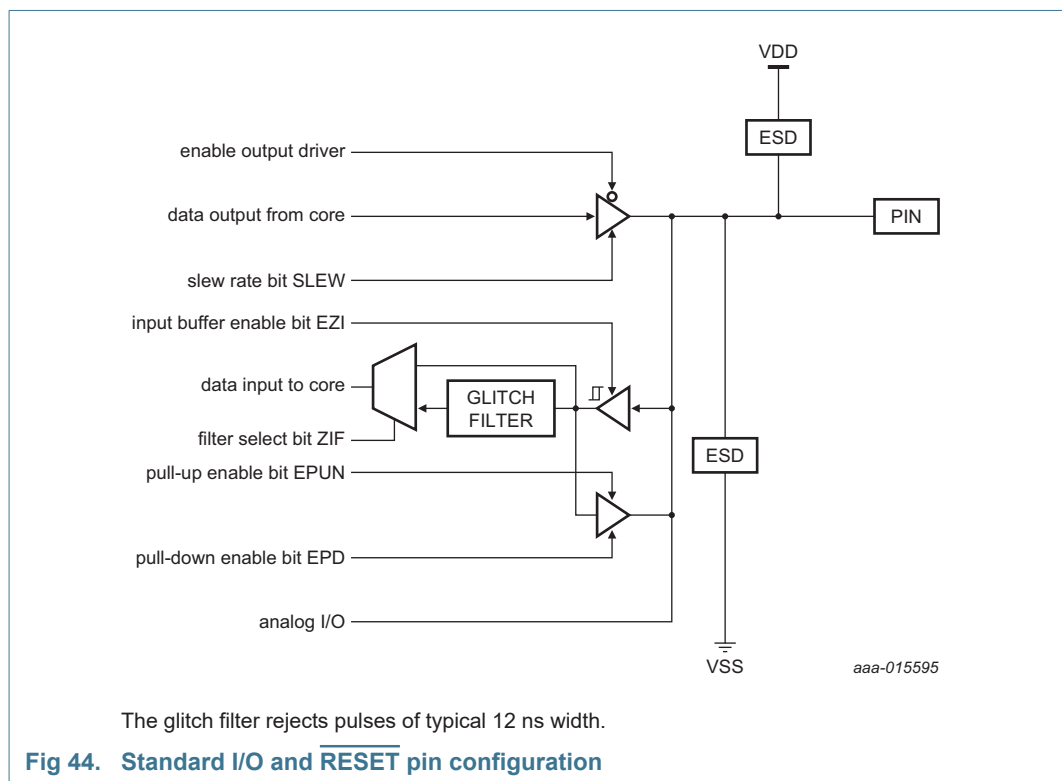 VDD
ESD
enable output driver
data output from core
PIN
slew rate bit SLEW
input buffer enable bit EZI
data input to core
GLITCH
FILTER
filter select bit ZIF
ESD
pull-up enable bit EPUN
pull-down enable bit EPD
analog I/O
VSS
aaa-015595
The glitch filter rejects pulses of typical 12 ns width.
Fig 44. Standard I/O and RESET pin configuration